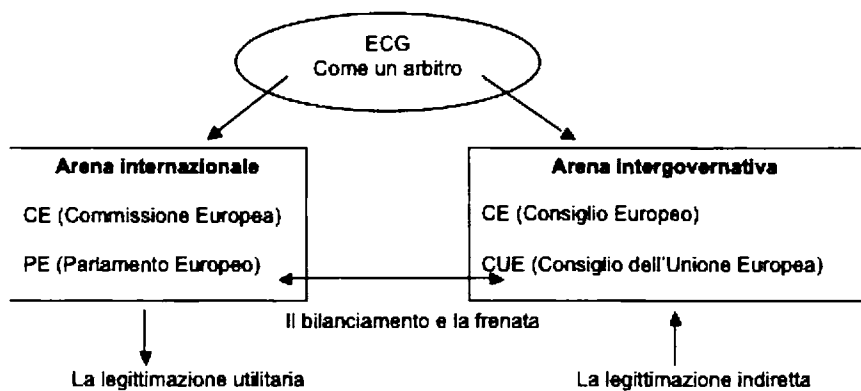 ECG
Come un arbitro
Arena internazionale
CE (Commissione Europea)
PE (Parlamento Europeo)
Arena intergovernativa
CE (Consiglio Europeo)
CUE (Consiglio dell'Unione Europea)
Il bilanciamento e la frenata
La legittimazione utilitaria
La legittimazione indiretta